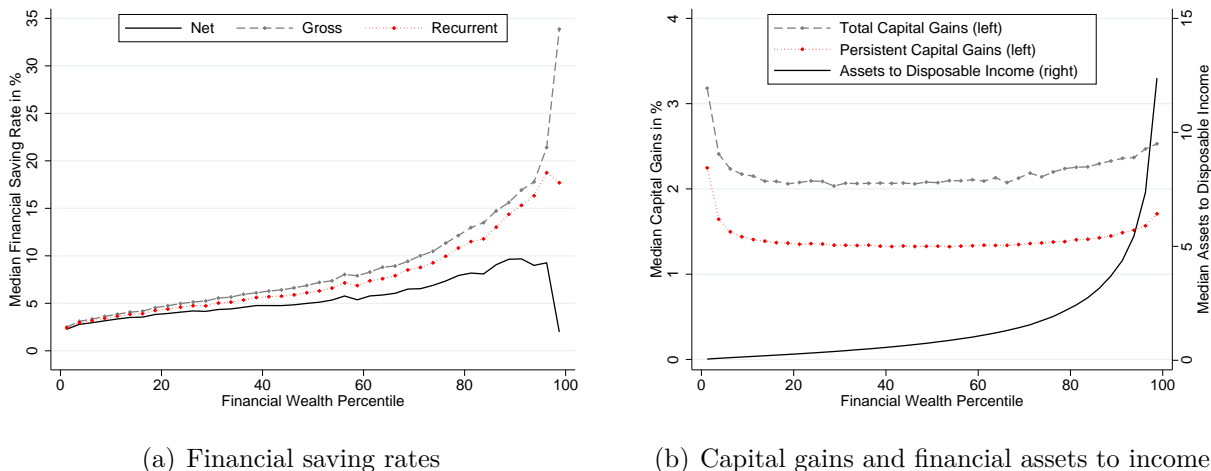 Median Financial Saving Rate in %
35
30
25
20
15
10
5
0
Net
Gross
Recurrent
0
20
40
60
80
100
Financial Wealth Percentile
(a) Financial saving rates
Median Capital Gains in %
4
3
2
1
0
Total Capital Gains (left)
Persistent Capital Gains (left)
Assets to Disposable Income (right)
15
10
5
0
Median Assets to Disposable Income
0
20
40
60
80
100
Financial Wealth Percentile
(b) Capital gains and financial assets to income